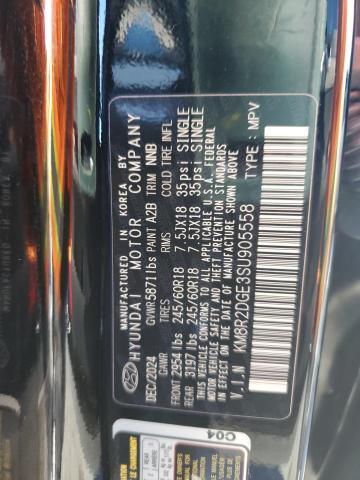 MANUFACTURED IN KOREA BY
HYUNDAI MOTOR COMPANY
DEC/2024 GVWR 5871 lbs PAINT A2B TRIM NNB
GAWR TIRES RIMS COLD TIRE INFL
FRONT 2954 lbs 245/60R18 7.5JX18 35psi SINGLE
REAR 3197 lbs 245/60R18 7.5JX18 35psi SINGLE
THIS VEHICLE CONFORMS TO ALL APPLICABLE U.S.A. FEDERAL
MOTOR VEHICLE SAFETY AND THEFT PREVENTION STANDARDS
IN EFFECT ON THE DATE OF MANUFACTURE SHOWN ABOVE
V.I.N KM8R2DGE3SU905558 TYPE : MPV
C04